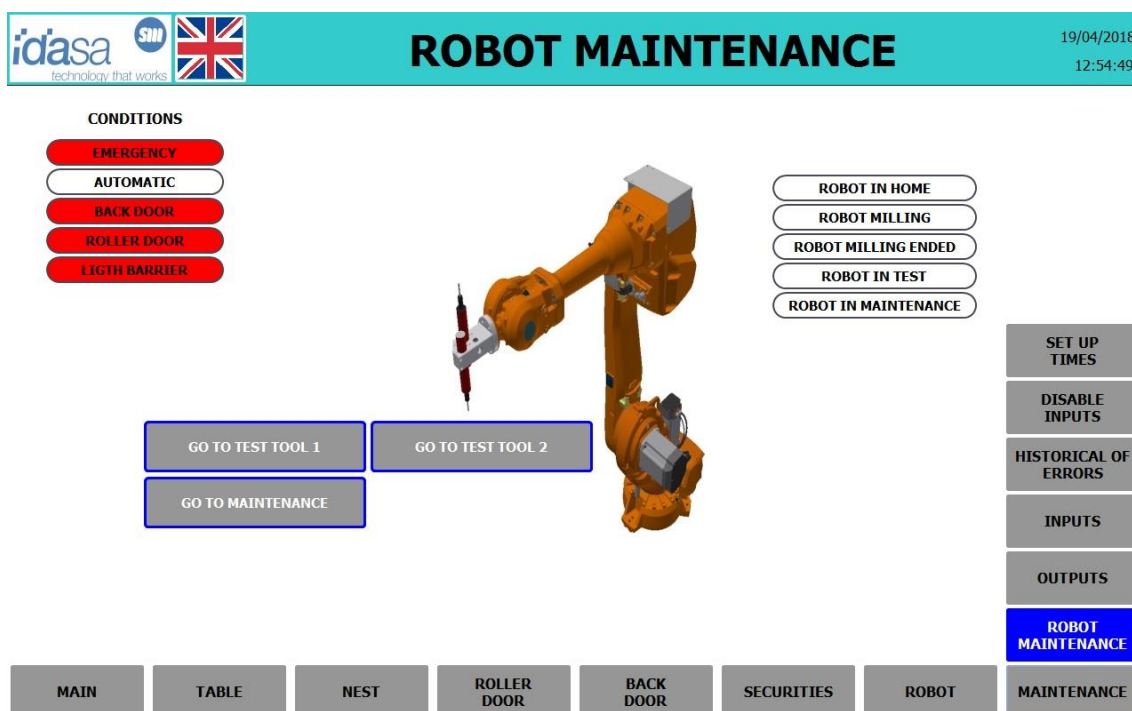 idasa
technology that works
SM
ROBOT MAINTENANCE
19/04/2018
12:54:49
CONDITIONS
EMERGENCY
AUTOMATIC
BACK DOOR
ROLLER DOOR
LIGTH BARRIER
ROBOT IN HOME
ROBOT MILLING
ROBOT MILLING ENDED
ROBOT IN TEST
ROBOT IN MAINTENANCE
GO TO TEST TOOL 1
GO TO TEST TOOL 2
GO TO MAINTENANCE
SET UP
TIMES
DISABLE
INPUTS
HISTORICAL OF
ERRORS
INPUTS
OUTPUTS
ROBOT
MAINTENANCE
MAIN
TABLE
NEST
ROLLER
DOOR
BACK
DOOR
SECURITIES
ROBOT
MAINTENANCE